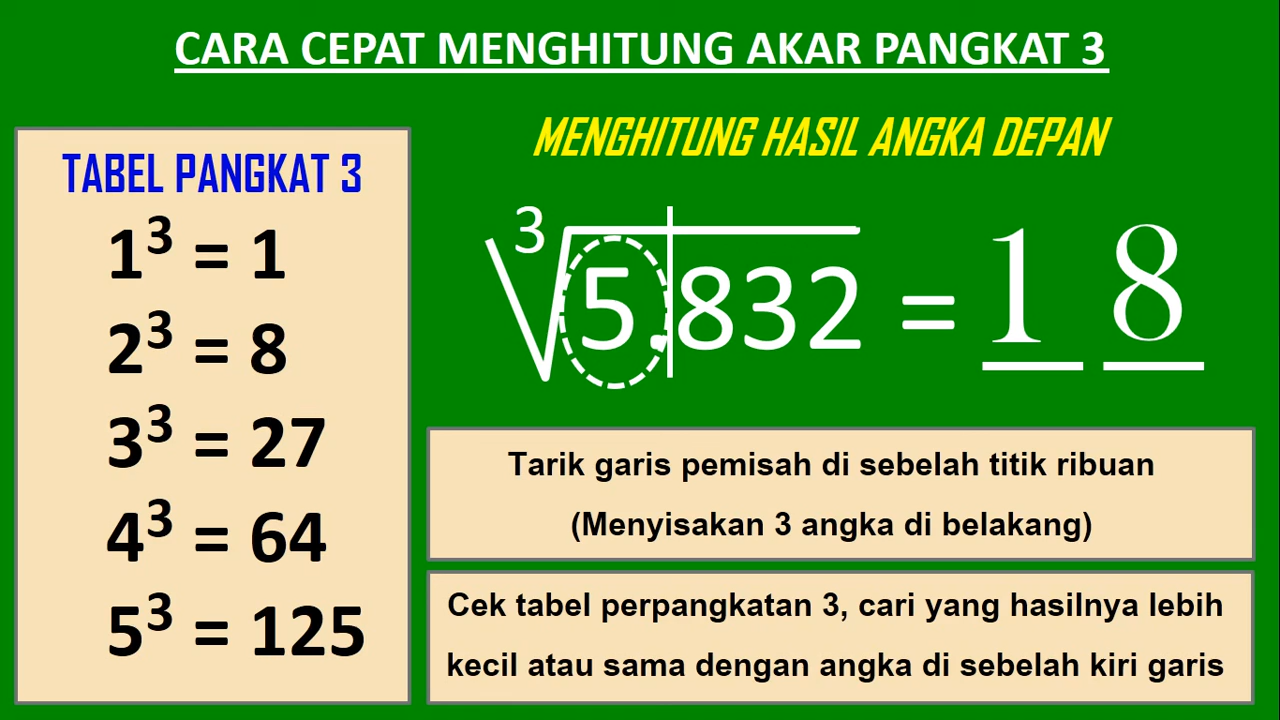 CARA CEPAT MENGHITUNG AKAR PANGKAT 3
TABEL PANGKAT 3
1³ = 1
2³ = 8
3³ = 27
4³ = 64
5³ = 125
MENGHITUNG HASIL ANGKA DEPAN
³√5.832 = 1 8
Tarik garis pemisah di sebelah titik ribuan
(Menyisakan 3 angka di belakang)
Cek tabel perpangkatan 3, cari yang hasilnya lebih
kecil atau sama dengan angka di sebelah kiri garis